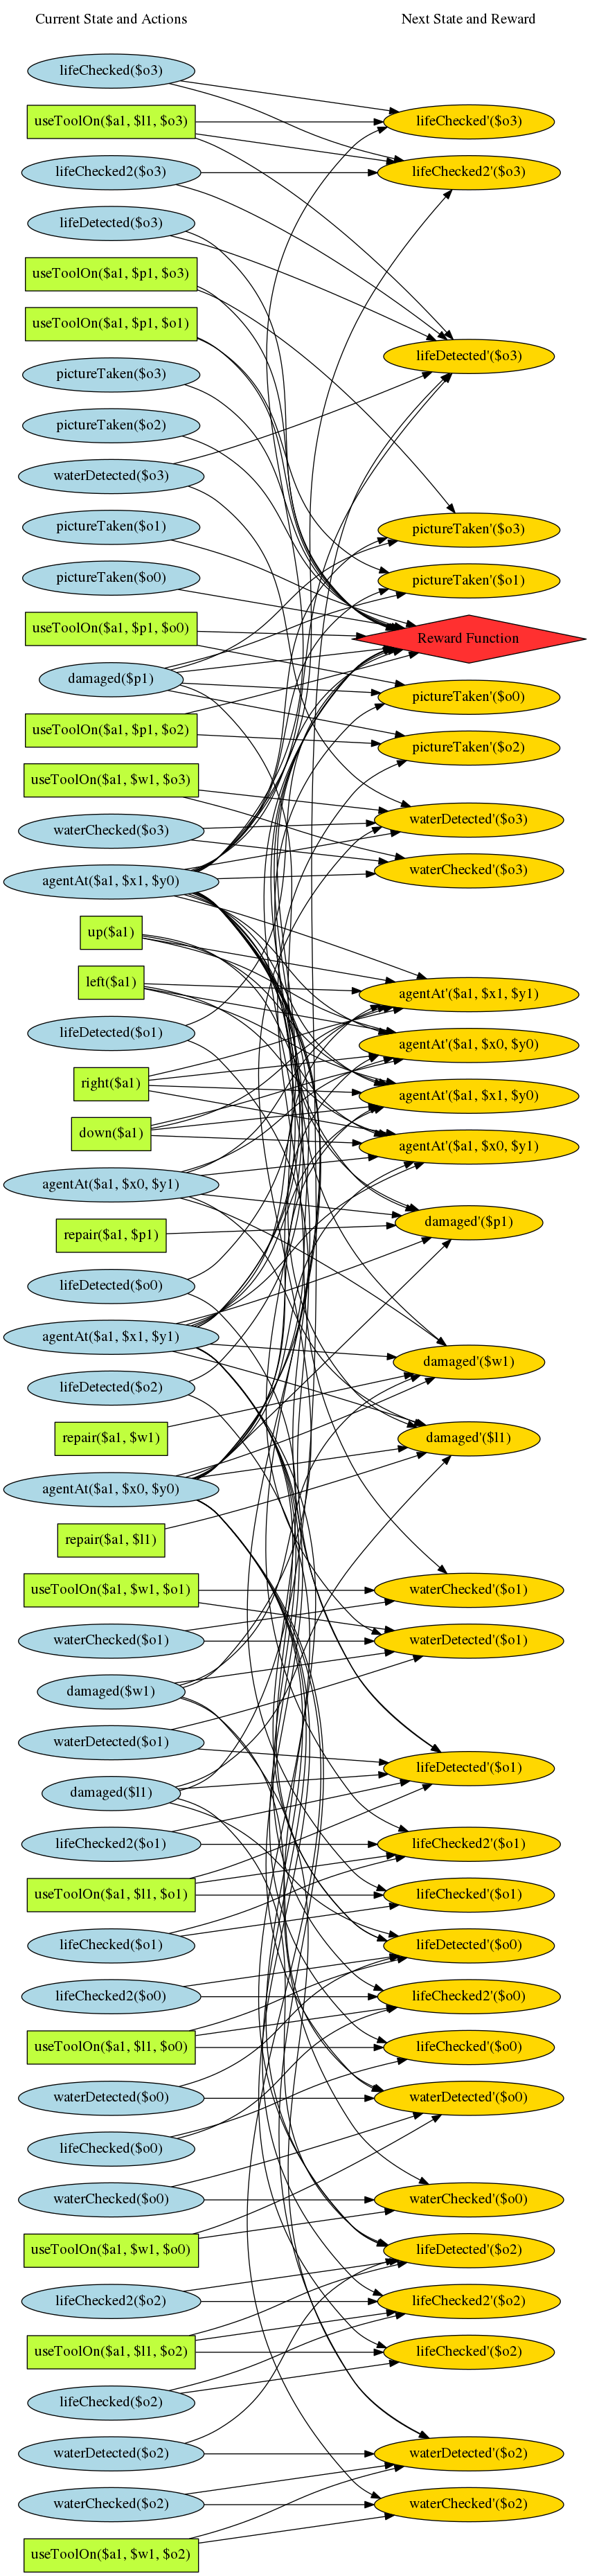 Current State and Actions
Next State and Reward
lifeChecked($o3)
useToolOn($a1, $l1, $o3)
lifeChecked'($o3)
lifeChecked2($o3)
lifeChecked2'($o3)
lifeDetected($o3)
useToolOn($a1, $p1, $o3)
useToolOn($a1, $p1, $o1)
lifeDetected'($o3)
pictureTaken($o3)
pictureTaken($o2)
waterDetected($o3)
pictureTaken($o1)
pictureTaken'($o3)
pictureTaken($o0)
pictureTaken'($o1)
useToolOn($a1, $p1, $o0)
Reward Function
damaged($p1)
pictureTaken'($o0)
useToolOn($a1, $p1, $o2)
pictureTaken'($o2)
useToolOn($a1, $w1, $o3)
waterChecked($o3)
waterDetected'($o3)
agentAt($a1, $x1, $y0)
waterChecked'($o3)
up($a1)
left($a1)
agentAt'($a1, $x1, $y1)
lifeDetected($o1)
agentAt'($a1, $x0, $y0)
right($a1)
agentAt'($a1, $x1, $y0)
down($a1)
agentAt'($a1, $x0, $y1)
agentAt($a1, $x0, $y1)
repair($a1, $p1)
damaged'($p1)
lifeDetected($o0)
agentAt($a1, $x1, $y1)
damaged'($w1)
lifeDetected($o2)
repair($a1, $w1)
damaged'($l1)
agentAt($a1, $x0, $y0)
repair($a1, $l1)
useToolOn($a1, $w1, $o1)
waterChecked'($o1)
waterChecked($o1)
waterDetected'($o1)
damaged($w1)
waterDetected($o1)
lifeDetected'($o1)
damaged($l1)
lifeChecked2($o1)
lifeChecked2'($o1)
useToolOn($a1, $l1, $o1)
lifeChecked'($o1)
lifeChecked($o1)
lifeDetected'($o0)
lifeChecked2($o0)
lifeChecked2'($o0)
useToolOn($a1, $l1, $o0)
lifeChecked'($o0)
waterDetected($o0)
waterDetected'($o0)
lifeChecked($o0)
waterChecked($o0)
waterChecked'($o0)
useToolOn($a1, $w1, $o0)
lifeDetected'($o2)
lifeChecked2($o2)
lifeChecked2'($o2)
useToolOn($a1, $l1, $o2)
lifeChecked'($o2)
lifeChecked($o2)
waterDetected($o2)
waterDetected'($o2)
waterChecked($o2)
waterChecked'($o2)
useToolOn($a1, $w1, $o2)